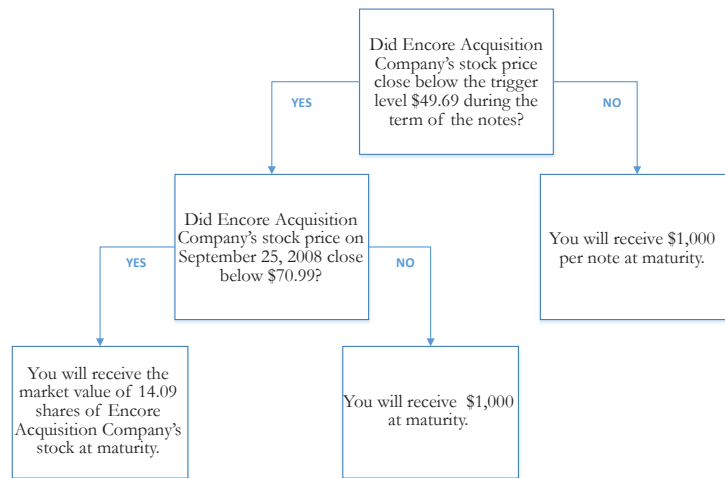 Did Encore Acquisition
Company's stock price
close below the trigger
level $49.69 during the
term of the notes?
YES
NO
Did Encore Acquisition
Company's stock price on
September 25, 2008 close
below $70.99?
You will receive $1,000
per note at maturity.
YES
NO
You will receive the
market value of 14.09
shares of Encore
Acquisition Company's
stock at maturity.
You will receive $1,000
at maturity.